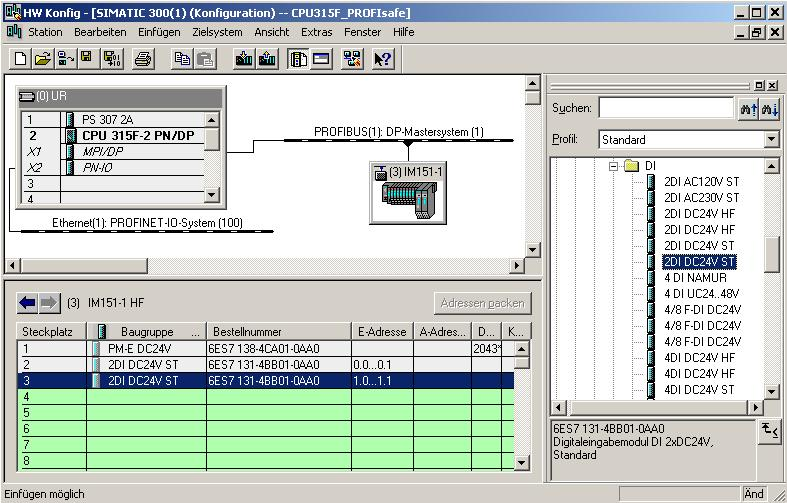 HW Konfig - [SIMATIC 300(1) (Konfiguration) -- CPU315F_PROFIsafe]
Station Bearbeiten Einfügen Zielsystem Ansicht Extras Fenster Hilfe
(0) UR
1 PS 307 2A
2 CPU 315F-2 PN/DP
X1 MPI/DP
X2 PN-IO
3
4
PROFIBUS(1): DP-Mastersystem (1)
(3) IM151-1
Ethernet(1): PROFINET-IO-System (100)
Suchen:
Profil: Standard
DI
2DI AC120V ST
2DI AC230V ST
2DI DC24V HF
2DI DC24V HF
2DI DC24V ST
2DI DC24V ST
4 DI NAMUR
4 DI UC24..48V
4/8 F-DI DC24V
4/8 F-DI DC24V
4/8 F-DI DC24V
4DI DC24V HF
4DI DC24V HF
4DI DC24V ST
(3) IM151-1 HF
Adressen packen
Steckplatz Baugruppe ... Bestellnummer E-Adresse A-Adres... D... K...
1 PM-E DC24V 6ES7 138-4CA01-0AA0 2043*
2 2DI DC24V ST 6ES7 131-4BB01-0AA0 0.0...0.1
3 2DI DC24V ST 6ES7 131-4BB01-0AA0 1.0...1.1
4
5
6
7
8
6ES7 131-4BB01-0AA0
Digitaleingabemodul DI 2xDC24V,
Standard
Einfügen möglich
Änd